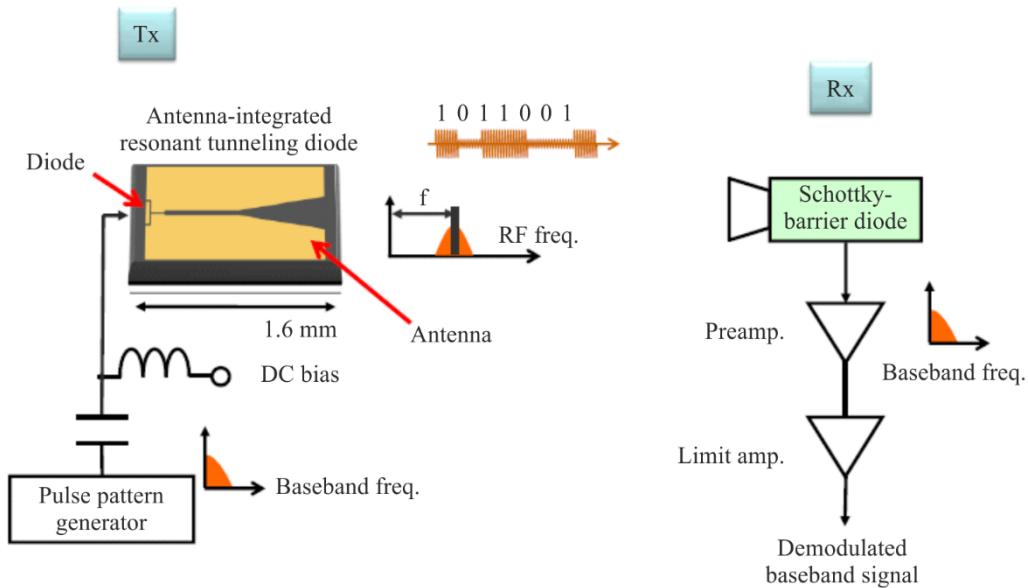 Tx
Rx
Antenna-integrated
resonant tunneling diode
Diode
1 0 1 1 0 0 1
f
RF freq.
1.6 mm
Antenna
DC bias
Baseband freq.
Pulse pattern
generator
Schottky-
barrier diode
Preamp.
Baseband freq.
Limit amp.
Demodulated
baseband signal